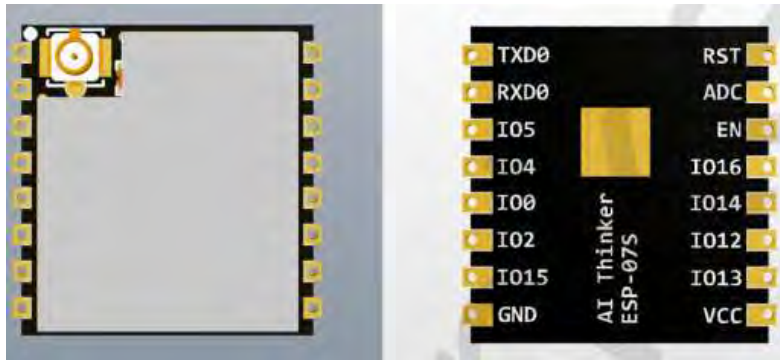 TXD0 RST
RXD0 ADC
IO5 EN
IO4 IO16
IO0 IO14
IO2 IO12
IO15 IO13
GND VCC
AI Thinker
ESP-07S